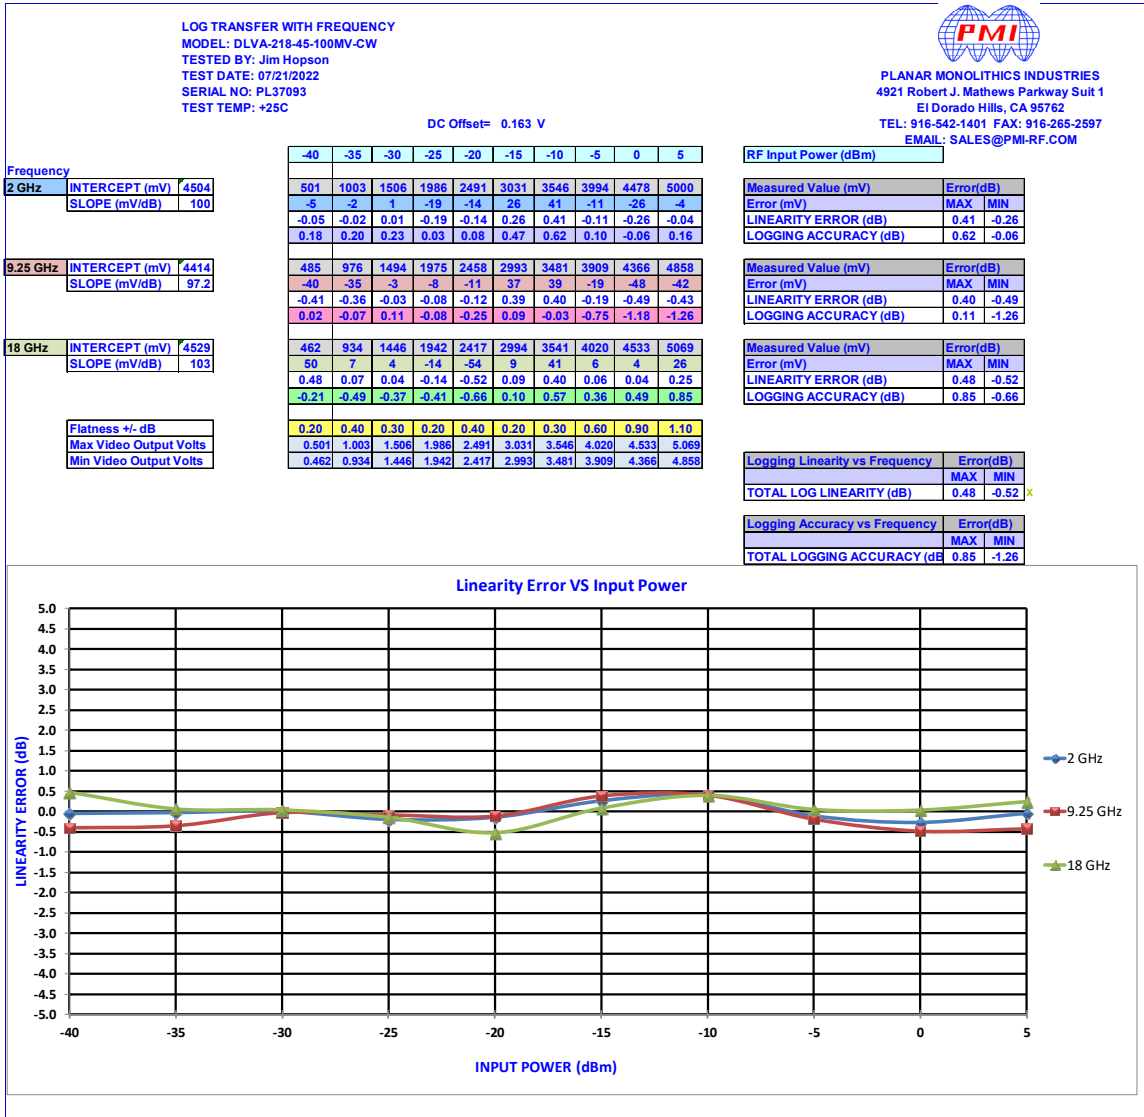 LOG TRANSFER WITH FREQUENCY
MODEL: DLVA-218-45-100MV-CW
TESTED BY: Jim Hopson
TEST DATE: 07/21/2022
SERIAL NO: PL37093
TEST TEMP: +25C
PMI
PLANAR MONOLITHICS INDUSTRIES
4921 Robert J. Mathews Parkway Suit 1
El Dorado Hills, CA 95762
TEL: 916-542-1401 FAX: 916-265-2597
EMAIL: SALES@PMI-RF.COM
DC Offset= 0.163 V
-40 -35 -30 -25 -20 -15 -10 -5 0 5 RF Input Power (dBm)
Frequency
2 GHz INTERCEPT (mV) 4504 501 1003 1506 1986 2491 3031 3546 3994 4478 5000 Measured Value (mV) Error(dB)
SLOPE (mV/dB) 100 -5 -2 1 -19 -14 26 41 -11 -26 -4 Error (mV) MAX MIN
-0.05 -0.02 0.01 -0.19 -0.14 0.26 0.41 -0.11 -0.26 -0.04 LINEARITY ERROR (dB) 0.41 -0.26
0.18 0.20 0.23 0.03 0.08 0.47 0.62 0.10 -0.06 0.16 LOGGING ACCURACY (dB) 0.62 -0.06
9.25 GHz INTERCEPT (mV) 4414 485 976 1494 1975 2458 2993 3481 3909 4366 4858 Measured Value (mV) Error(dB)
SLOPE (mV/dB) 97.2 -40 -35 -3 -8 -11 37 39 -19 -48 -42 Error (mV) MAX MIN
-0.41 -0.36 -0.03 -0.08 -0.12 0.39 0.40 -0.19 -0.49 -0.43 LINEARITY ERROR (dB) 0.40 -0.49
0.02 -0.07 0.11 -0.08 -0.25 0.09 -0.03 -0.75 -1.18 -1.26 LOGGING ACCURACY (dB) 0.11 -1.26
18 GHz INTERCEPT (mV) 4529 462 934 1446 1942 2417 2994 3541 4020 4533 5069 Measured Value (mV) Error(dB)
SLOPE (mV/dB) 103 50 7 4 -14 -54 9 41 6 4 26 Error (mV) MAX MIN
0.48 0.07 0.04 -0.14 -0.52 0.09 0.40 0.06 0.04 0.25 LINEARITY ERROR (dB) 0.48 -0.52
-0.21 -0.49 -0.37 -0.41 -0.66 0.10 0.57 0.36 0.49 0.85 LOGGING ACCURACY (dB) 0.85 -0.66
Flatness +/- dB 0.20 0.40 0.30 0.20 0.40 0.20 0.30 0.60 0.90 1.10
Max Video Output Volts 0.501 1.003 1.506 1.986 2.491 3.031 3.546 4.020 4.533 5.069
Min Video Output Volts 0.462 0.934 1.446 1.942 2.417 2.993 3.481 3.909 4.366 4.858
Logging Linearity vs Frequency Error(dB)
MAX MIN
TOTAL LOG LINEARITY (dB) 0.48 -0.52 x
Logging Accuracy vs Frequency Error(dB)
MAX MIN
TOTAL LOGGING ACCURACY (dB 0.85 -1.26
Linearity Error VS Input Power
5.0
4.5
4.0
3.5
3.0
2.5
2.0
1.5
1.0
0.5
0.0
-0.5
-1.0
-1.5
-2.0
-2.5
-3.0
-3.5
-4.0
-4.5
-5.0
LINEARITY ERROR (dB)
2 GHz
9.25 GHz
18 GHz
-40 -35 -30 -25 -20 -15 -10 -5 0 5
INPUT POWER (dBm)